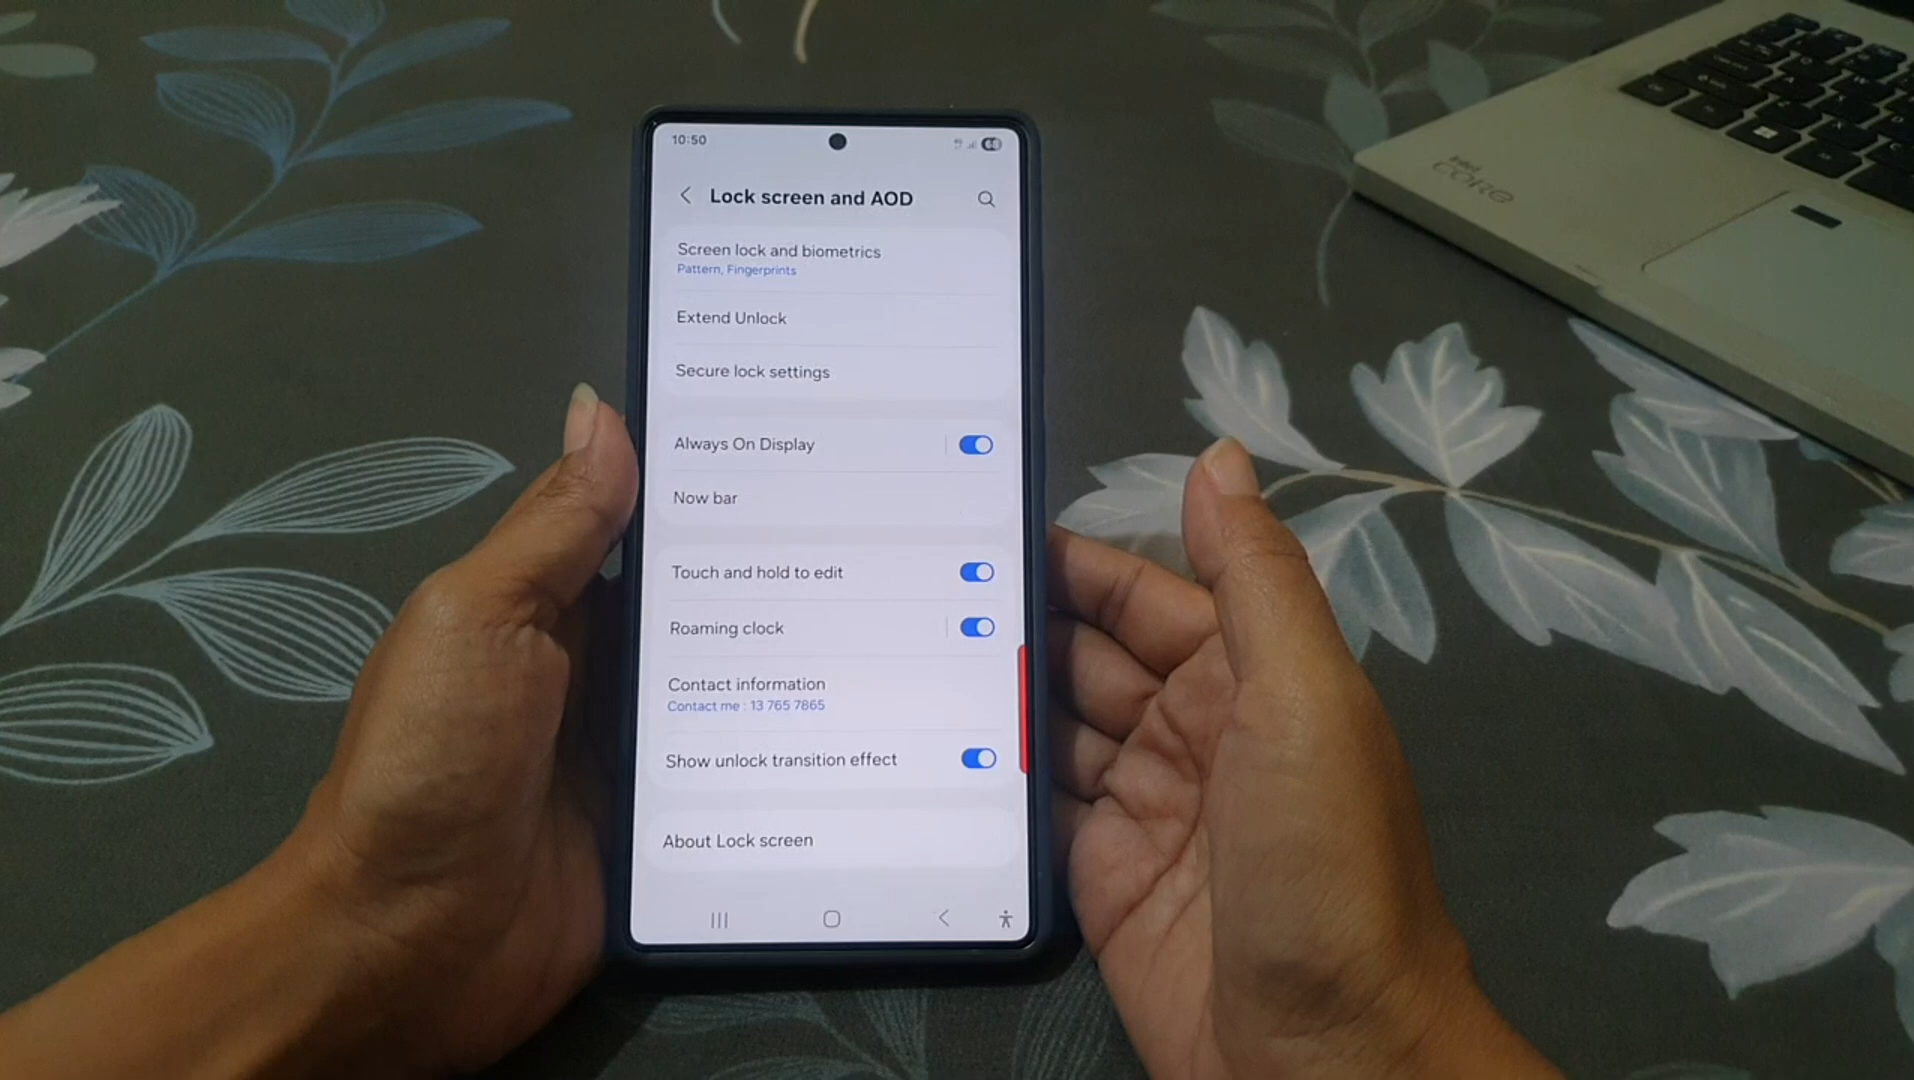 10:50
Lock screen and AOD
Screen lock and biometrics
Pattern, Fingerprints
Extend Unlock
Secure lock settings
Always On Display
Now bar
Touch and hold to edit
Roaming clock
Contact information
Contact me : 13 765 7865
Show unlock transition effect
About Lock screen
intel
CORE